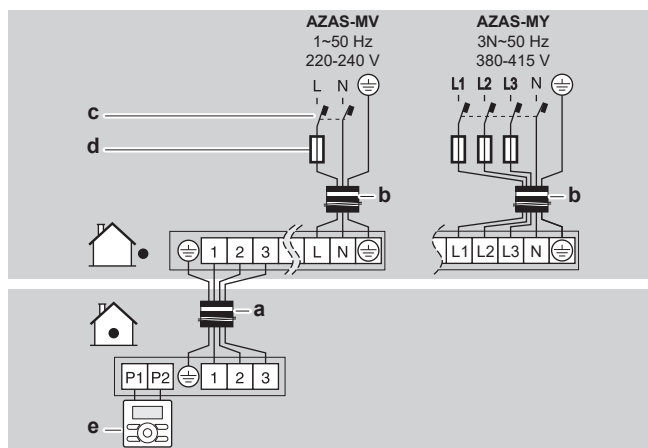 AZAS-MV
1~50 Hz
220-240 V
AZAS-MY
3N~50 Hz
380-415 V
L N
L1 L2 L3 N
c
d
b
b
1 2 3 L N
L1 L2 L3 N
a
P1 P2 1 2 3
e